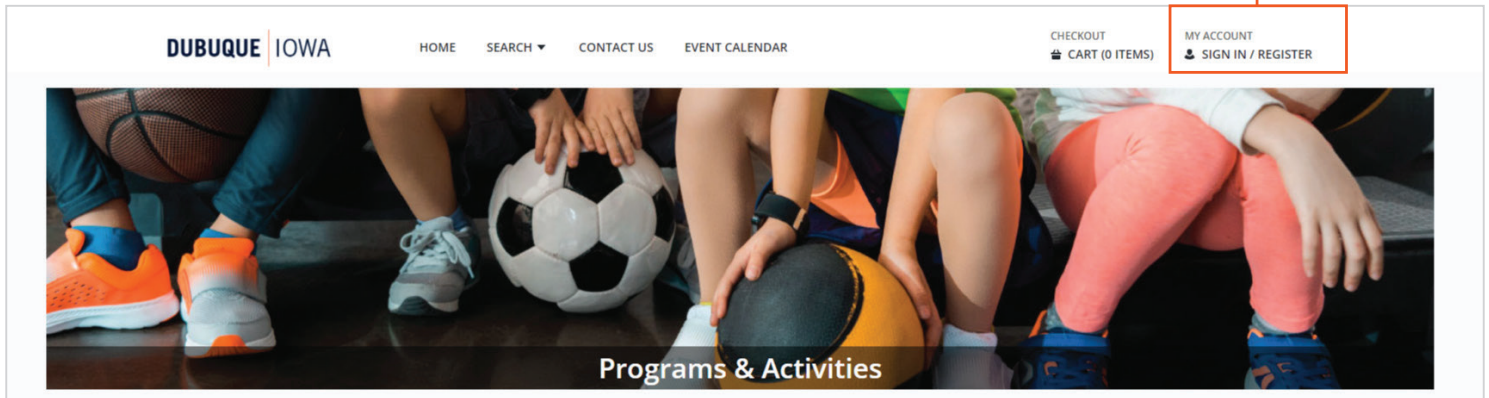 DUBUQUE | IOWA
HOME SEARCH ▼ CONTACT US EVENT CALENDAR
CHECKOUT
CART (0 ITEMS)
MY ACCOUNT
SIGN IN / REGISTER
Programs & Activities